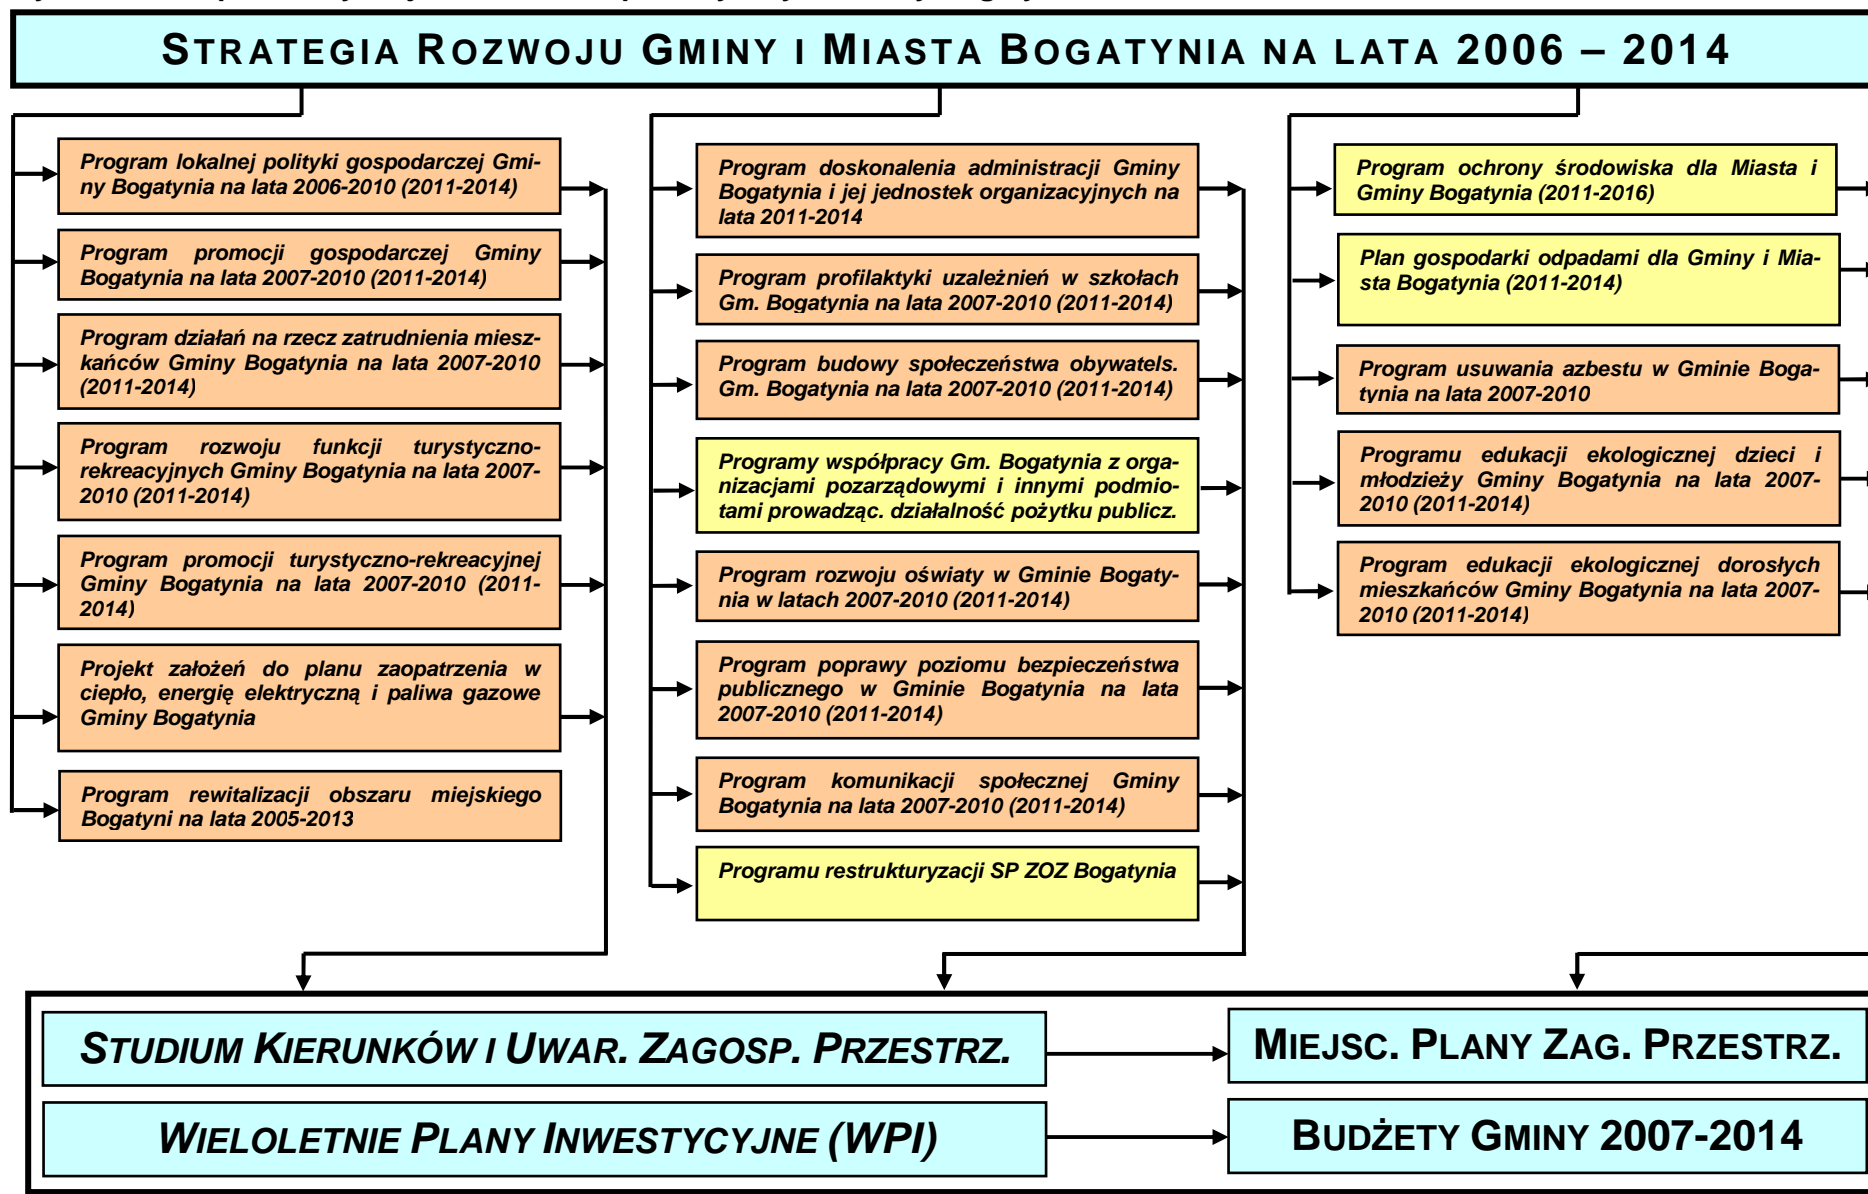 STRATEGIA ROZWOJU GMINY I MIASTA BOGATYNIA NA LATA 2006 – 2014
Program lokalnej polityki gospodarczej Gmi-
ny Bogatynia na lata 2006-2010 (2011-2014)
Program promocji gospodarczej Gminy
Bogatynia na lata 2007-2010 (2011-2014)
Program działań na rzecz zatrudnienia miesz-
kańców Gminy Bogatynia na lata 2007-2010
(2011-2014)
Program rozwoju funkcji turystyczno-
rekreacyjnych Gminy Bogatynia na lata 2007-
2010 (2011-2014)
Program promocji turystyczno-rekreacyjnej
Gminy Bogatynia na lata 2007-2010 (2011-
2014)
Projekt założeń do planu zaopatrzenia w
ciepło, energię elektryczną i paliwa gazowe
Gminy Bogatynia
Program rewitalizacji obszaru miejskiego
Bogatyni na lata 2005-2013
Program doskonalenia administracji Gminy
Bogatynia i jej jednostek organizacyjnych na
lata 2011-2014
Program profilaktyki uzależnień w szkołach
Gm. Bogatynia na lata 2007-2010 (2011-2014)
Program budowy społeczeństwa obywatels.
Gm. Bogatynia na lata 2007-2010 (2011-2014)
Programy współpracy Gm. Bogatynia z orga-
nizacjami pozarządowymi i innymi podmio-
tami prowadząc. działalność pożytku publicz.
Program rozwoju oświaty w Gminie Bogaty-
nia w latach 2007-2010 (2011-2014)
Program poprawy poziomu bezpieczeństwa
publicznego w Gminie Bogatynia na lata
2007-2010 (2011-2014)
Program komunikacji społecznej Gminy
Bogatynia na lata 2007-2010 (2011-2014)
Programu restrukturyzacji SP ZOZ Bogatynia
Program ochrony środowiska dla Miasta i
Gminy Bogatynia (2011-2016)
Plan gospodarki odpadami dla Gminy i Mia-
sta Bogatynia (2011-2014)
Program usuwania azbestu w Gminie Boga-
tynia na lata 2007-2010
Programu edukacji ekologicznej dzieci i
młodzieży Gminy Bogatynia na lata 2007-
2010 (2011-2014)
Program edukacji ekologicznej dorosłych
mieszkańców Gminy Bogatynia na lata 2007-
2010 (2011-2014)
STUDIUM KIERUNKÓW I UWAR. ZAGOSP. PRZESTRZ.
MIEJSC. PLANY ZAG. PRZESTRZ.
WIELOLETNIE PLANY INWESTYCYJNE (WPI)
BUDŻETY GMINY 2007-2014